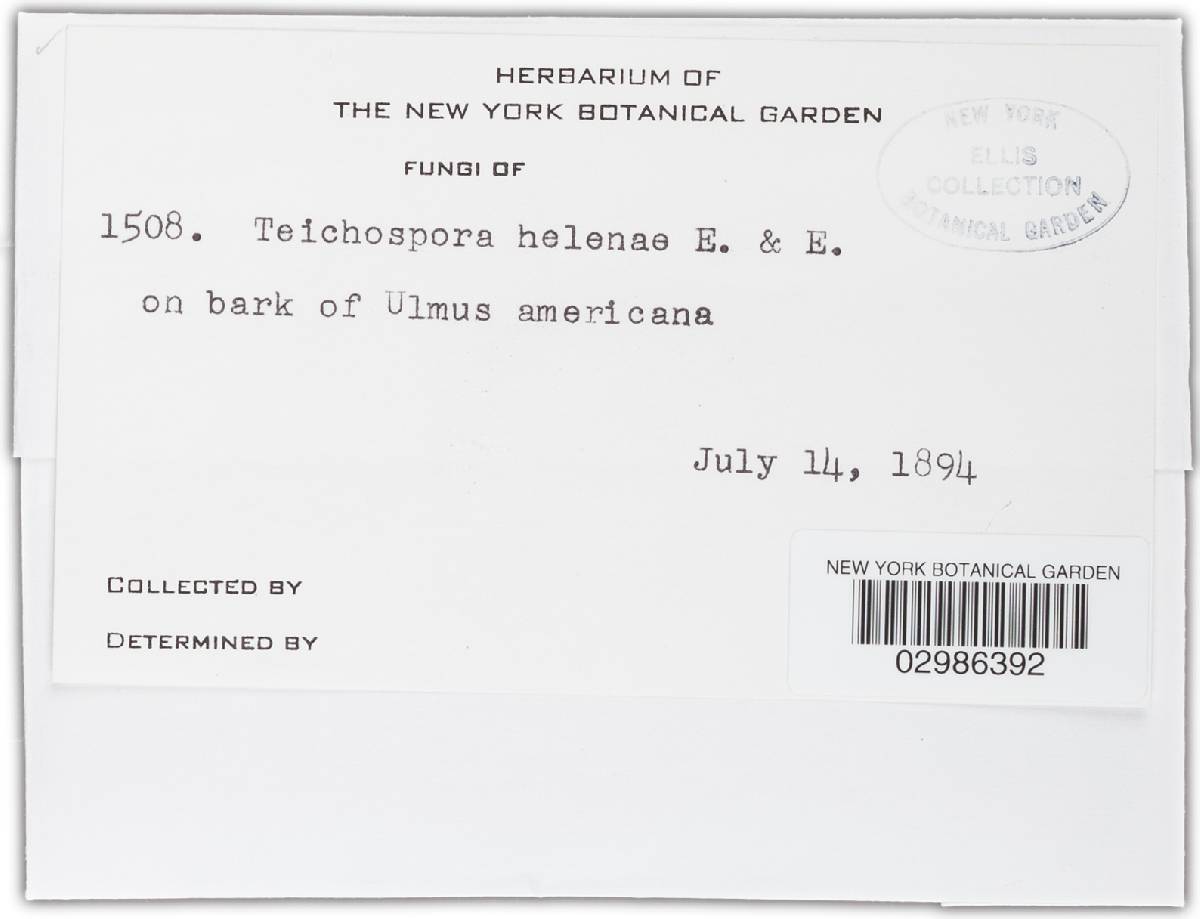 HERBARIUM OF
THE NEW YORK BOTANICAL GARDEN
NEW YORK
ELLIS
COLLECTION
BOTANICAL GARDEN
FUNGI OF
1508. Teichospora helenae E. & E.
on bark of Ulmus americana
July 14, 1894
COLLECTED BY
DETERMINED BY
NEW YORK BOTANICAL GARDEN
02986392